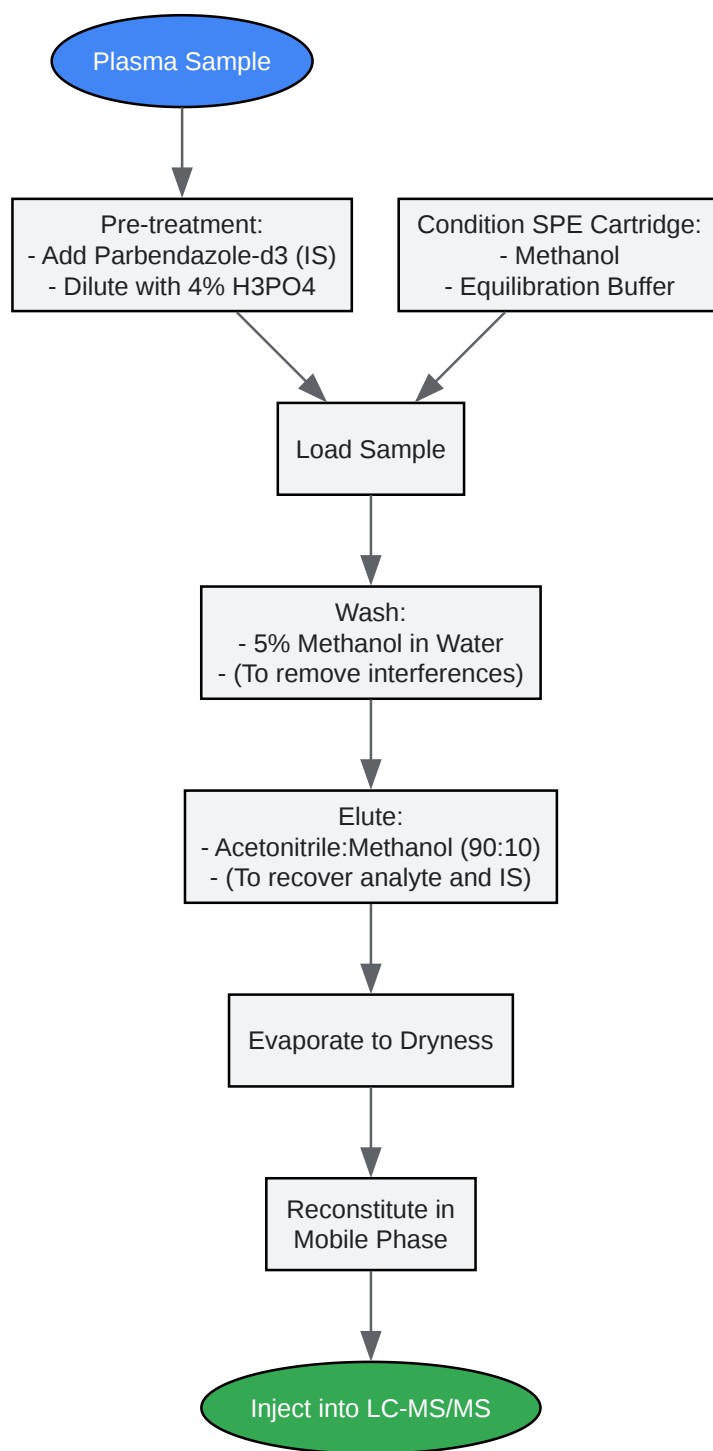 Plasma Sample
Pre-treatment:
- Add Parbendazole-d3 (IS)
- Dilute with 4% H3PO4
Condition SPE Cartridge:
- Methanol
- Equilibration Buffer
Load Sample
Wash:
- 5% Methanol in Water
- (To remove interferences)
Elute:
- Acetonitrile:Methanol (90:10)
- (To recover analyte and IS)
Evaporate to Dryness
Reconstitute in
Mobile Phase
Inject into LC-MS/MS